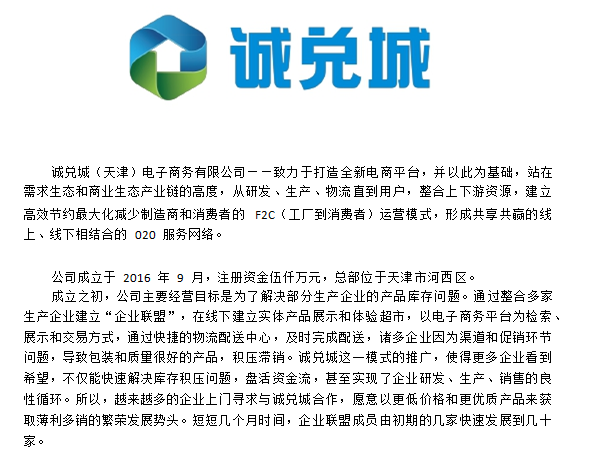 诚兑城
诚兑城（天津）电子商务有限公司－－致力于打造全新电商平台，并以此为基础，站在
需求生态和商业生态产业链的高度，从研发、生产、物流直到用户，整合上下游资源，建立
高效节约最大化减少制造商和消费者的 F2C（工厂到消费者）运营模式，形成共享共赢的线
上、线下相结合的 O2O 服务网络。
公司成立于 2016 年 9 月，注册资金伍仟万元，总部位于天津市河西区。
成立之初，公司主要经营目标是为了解决部分生产企业的产品库存问题。通过整合多家
生产企业建立“企业联盟”，在线下建立实体产品展示和体验超市，以电子商务平台为检索、
展示和交易方式，通过快捷的物流配送中心，及时完成配送，诸多企业因为渠道和促销环节
问题，导致包装和质量很好的产品，积压滞销。诚兑城这一模式的推广，使得更多企业看到
希望，不仅能快速解决库存积压问题，盘活资金流，甚至实现了企业研发、生产、销售的良
性循环。所以，越来越多的企业上门寻求与诚兑城合作，愿意以更低价格和更优质产品来获
取薄利多销的繁荣发展势头。短短几个月时间，企业联盟成员由初期的几家快速发展到几十
家。